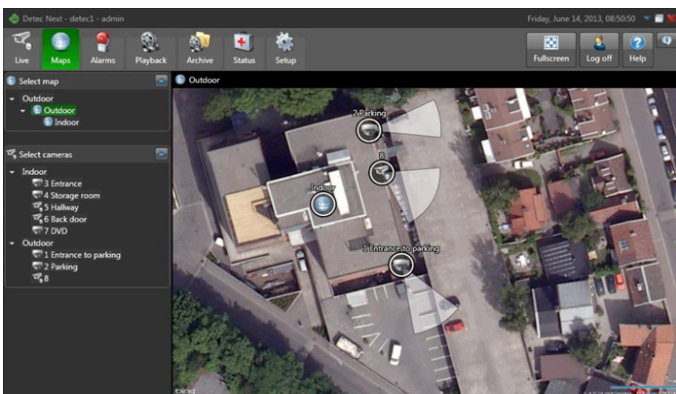 Detec Next - detec1 - admin
Friday, June 14, 2013, 08:50:50
Live
Maps
Alarms
Playback
Archive
Status
Setup
Fullscreen
Log off
Help
Select map
Outdoor
Outdoor
Outdoor
Indoor
Select cameras
Indoor
3 Entrance
4 Storage room
5 Hallway
6 Back door
7 DVD
Outdoor
1 Entrance to parking
2 Parking
8
2 Parking
8
Indoor
1 Entrance to parking
bing